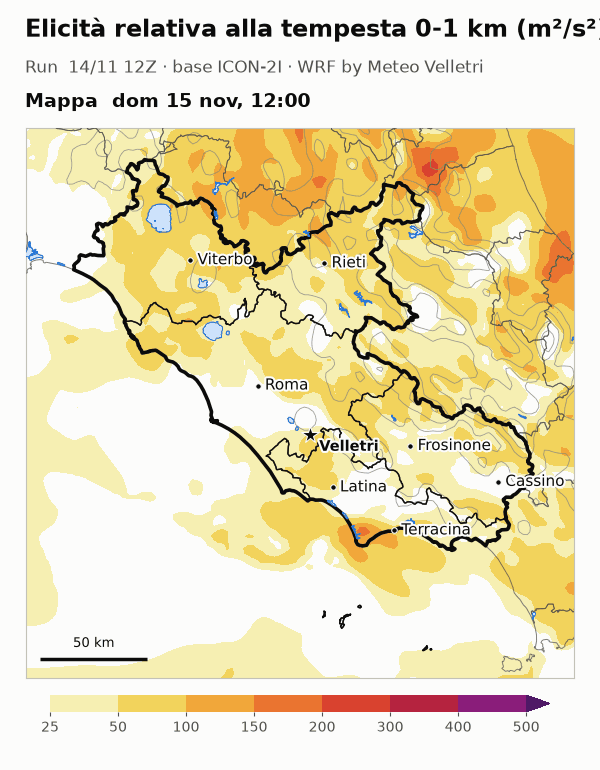 Elicità relativa alla tempesta 0-1 km (m²/s²)
Run 14/11 12Z · base ICON-2I · WRF by Meteo Velletri
Mappa dom 15 nov, 12:00
Viterbo
Rieti
Roma
Velletri
Frosinone
Latina
Cassino
Terracina
50 km
25 50 100 150 200 300 400 500